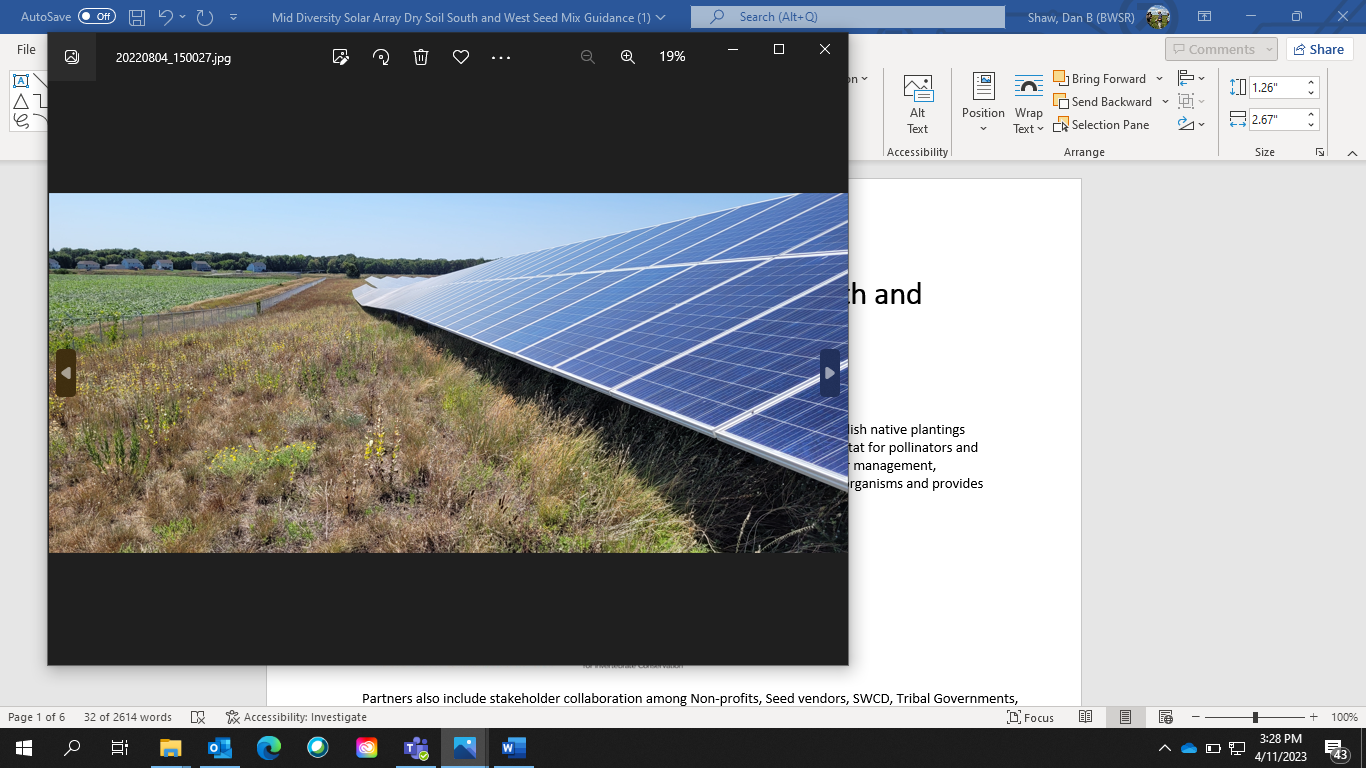 AutoSave Off Mid Diversity Solar Array Dry Soil South and West Seed Mix Guidance (1) Search (Alt+Q) Shaw, Dan B (BWSR)
File Comments Share
20220804_150027.jpg 19%
on
Alt
Text
Accessibility
Position
Wrap
Text
Bring Forward
Send Backward
Selection Pane
Arrange
1.26"
2.67"
Size
th and
lish native plantings
tat for pollinators and
r management,
organisms and provides
for Invertebrate Conservation
Partners also include stakeholder collaboration among Non-profits, Seed vendors, SWCD, Tribal Governments,
Page 1 of 6 32 of 2614 words Accessibility: Investigate Focus 100%
3:28 PM
4/11/2023
43